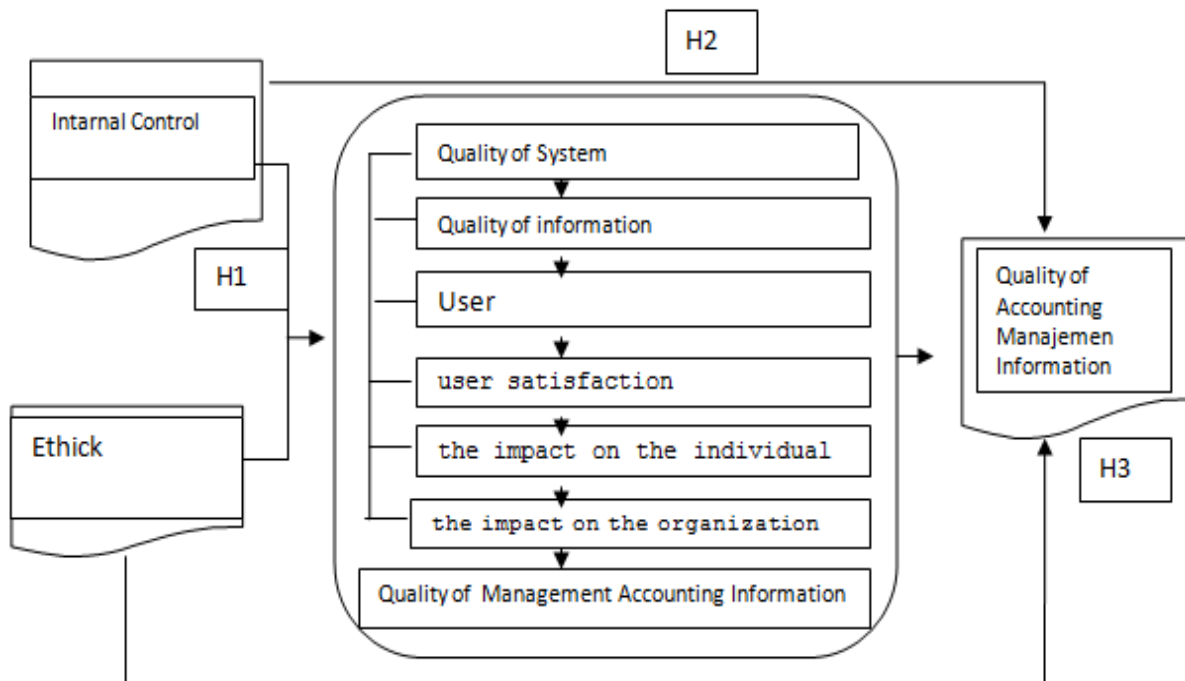 H2
Intarnal Control
Quality of System
Quality of information
H1
User
Quality of
Accounting
Manajemen
Information
user satisfaction
Ethick
the impact on the individual
H3
the impact on the organization
Quality of Management Accounting Information